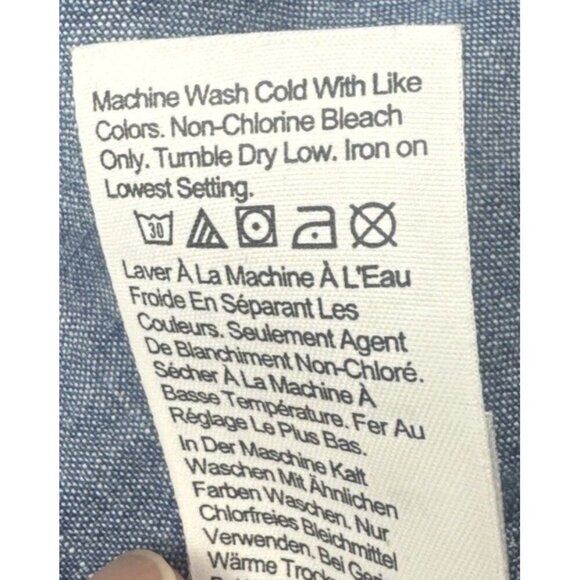 Machine Wash Cold With Like
Colors. Non-Chlorine Bleach
Only. Tumble Dry Low. Iron on
Lowest Setting.
30
Laver À La Machine À L'Eau
Froide En Séparant Les
Couleurs. Seulement Agent
De Blanchiment Non-Chloré.
Sécher À La Machine À
Basse Température. Fer Au
Réglage Le Plus Bas.
In Der Maschine Kalt
Waschen Mit Ähnlichen
Farben Waschen. Nur
Chlorfreies Bleichmittel
Verwenden. Bei
Wärme